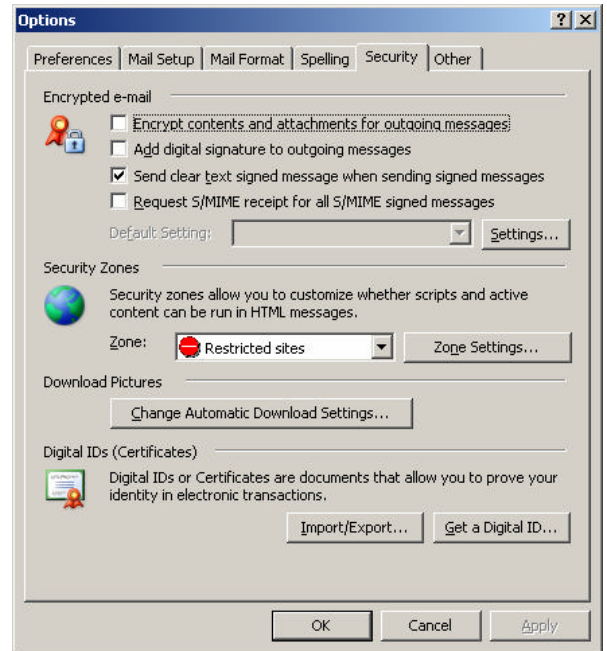 Options
Preferences Mail Setup Mail Format Spelling Security Other
Encrypted e-mail
Encrypt contents and attachments for outgoing messages
Add digital signature to outgoing messages
Send clear text signed message when sending signed messages
Request S/MIME receipt for all S/MIME signed messages
Default Setting: Settings...
Security Zones
Security zones allow you to customize whether scripts and active
content can be run in HTML messages.
Zone: Restricted sites Zone Settings...
Download Pictures
Change Automatic Download Settings...
Digital IDs (Certificates)
Digital IDs or Certificates are documents that allow you to prove your
identity in electronic transactions.
Import/Export... Get a Digital ID...
OK Cancel Apply